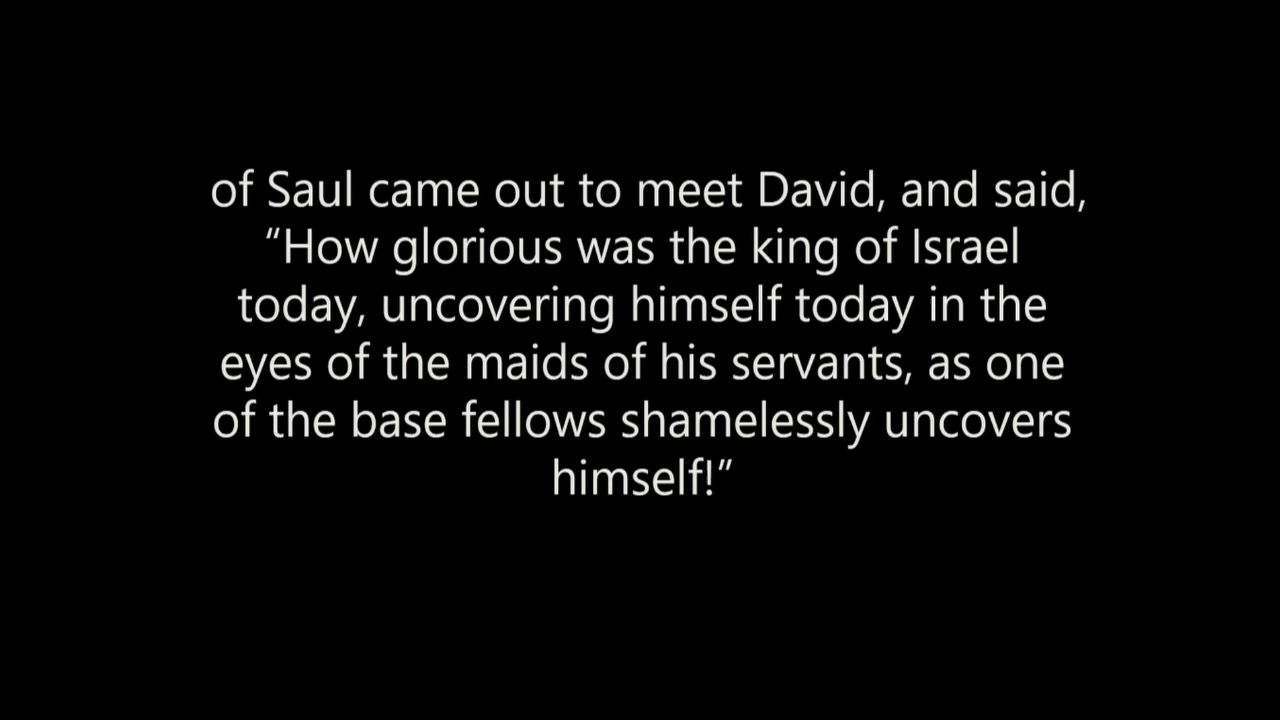 of Saul came out to meet David, and said,
“How glorious was the king of Israel
today, uncovering himself today in the
eyes of the maids of his servants, as one
of the base fellows shamelessly uncovers
himself!”